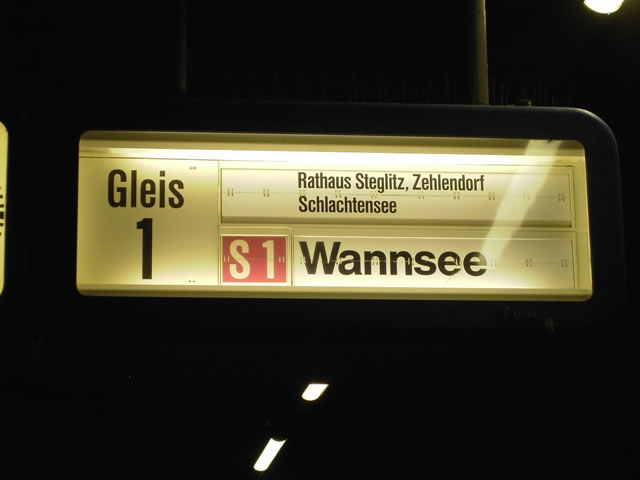 Gleis
1
Rathaus Steglitz, Zehlendorf
Schlachtensee
S 1 Wannsee